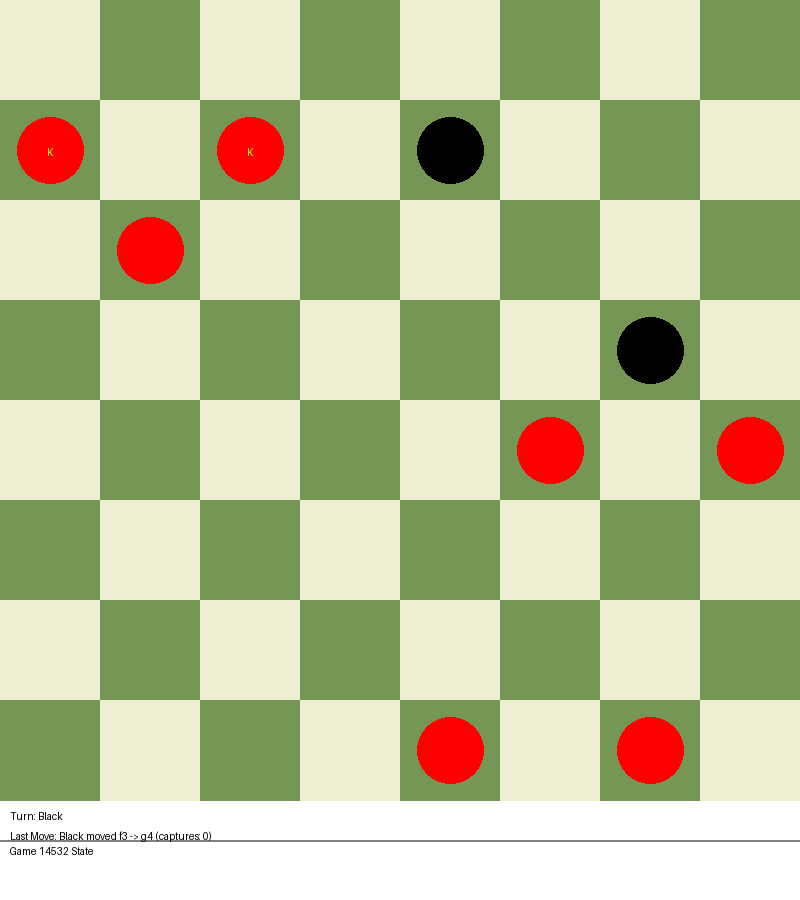 K
K
Turn: Black
Last Move: Black moved f3 -> g4 (captures: 0)
Game 14532 State